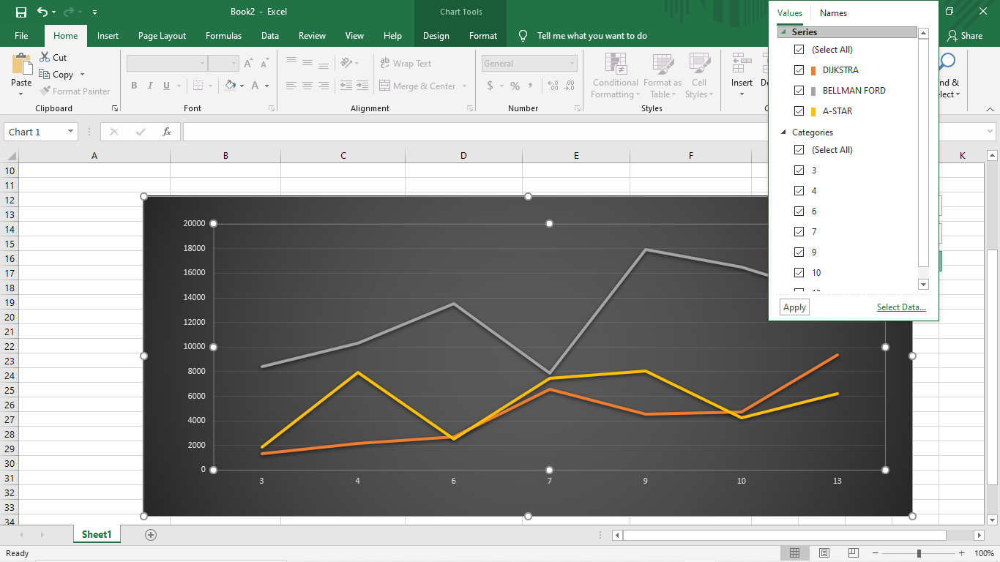 Book2 - Excel
Chart Tools
File Home Insert Page Layout Formulas Data Review View Help Design Format Tell me what you want to do Share
Values Names
Series
(Select All)
DIJKSTRA
BELLMAN FORD
A-STAR
Categories
(Select All)
3
4
6
7
9
10
Apply Select Data...
Paste
Cut
Copy
Format Painter
Clipboard
B I U A A A
Font
ab Wrap Text
Merge & Center
Alignment
General
$ % , .00
Number
Conditional Formatting
Format as Table
Cell Styles
Styles
Insert
Chart 1 fx
A B C D E F K
10
11
12
13
14
15
16
17
18
19
20
21
22
23
24
25
26
27
28
29
30
31
32
33
34
20000
18000
16000
14000
12000
10000
8000
6000
4000
2000
0
3 4 6 7 9 10 13
Sheet1
Ready 100%